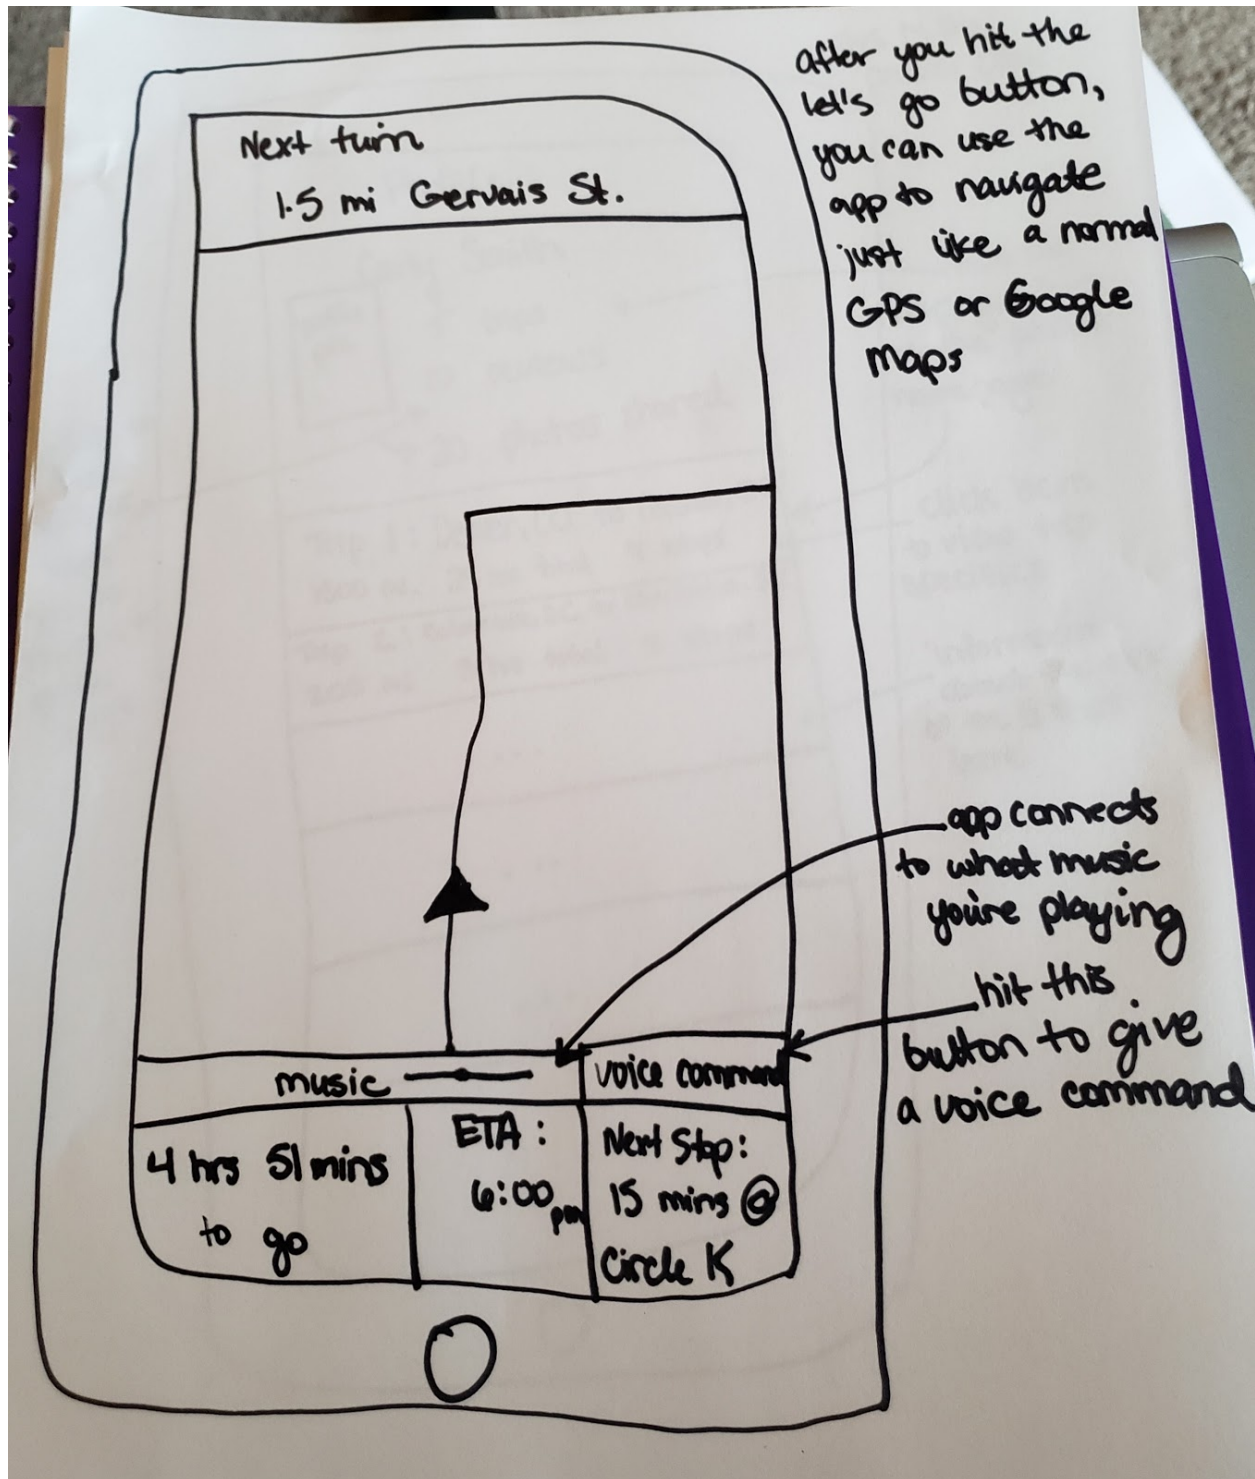 Next turn
1.5 mi Gervais St.
after you hit the
let's go button,
you can use the
app to navigate
just like a normal
GPS or Google
maps
app connects
to what music
you're playing
hit this
button to give
a voice command
music
voice command
4 hrs 51 mins
to go
ETA:
6:00
pm
Next Stop:
15 mins @
Circle K